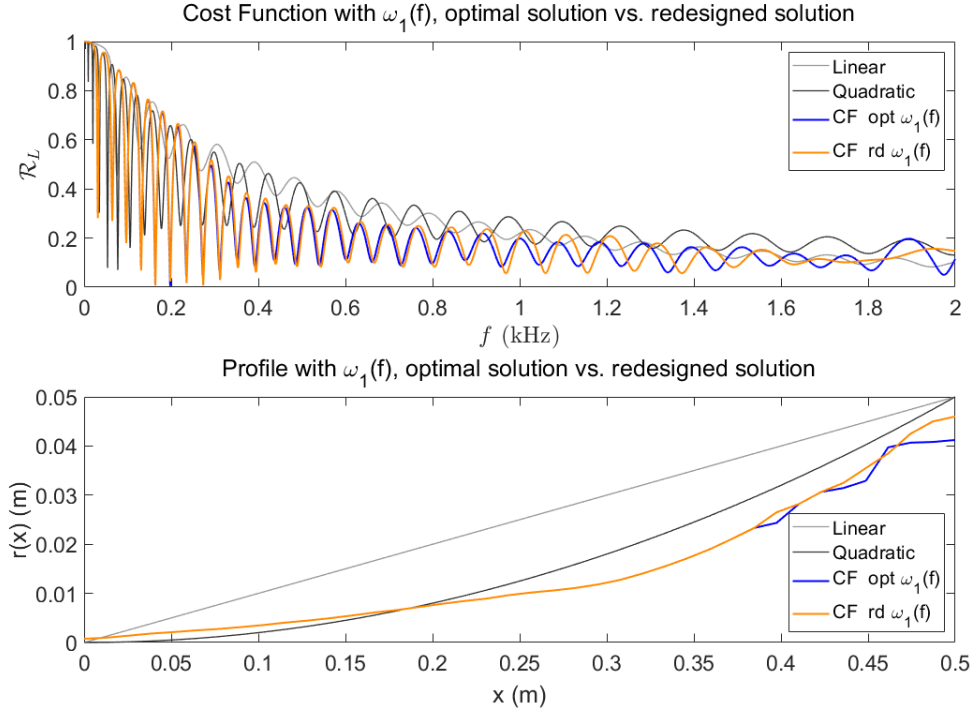 Cost Function with ω₁(f), optimal solution vs. redesigned solution
1
0.8
0.6
0.4
0.2
0
ℛ_L
Linear
Quadratic
CF opt ω₁(f)
CF rd ω₁(f)
0 0.2 0.4 0.6 0.8 1 1.2 1.4 1.6 1.8 2
f (kHz)
Profile with ω₁(f), optimal solution vs. redesigned solution
0.05
0.04
0.03
0.02
0.01
0
r(x) (m)
Linear
Quadratic
CF opt ω₁(f)
CF rd ω₁(f)
0 0.05 0.1 0.15 0.2 0.25 0.3 0.35 0.4 0.45 0.5
x (m)